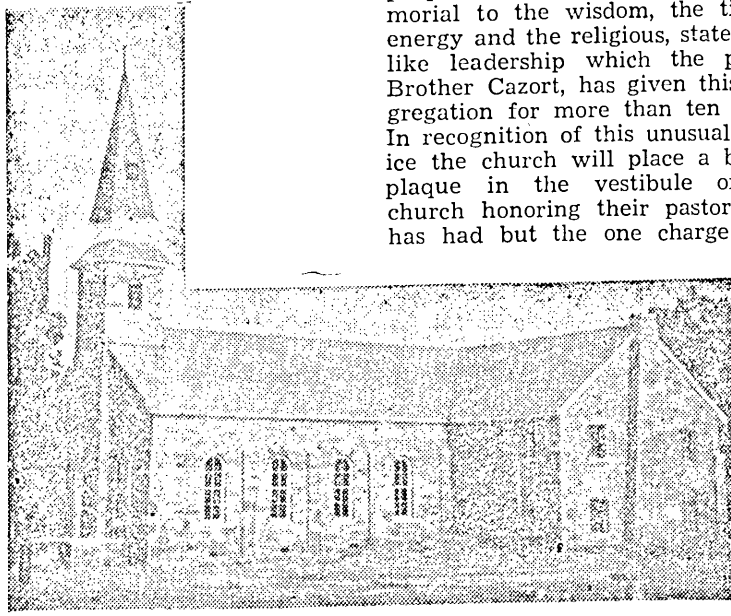 morial to the wisdom, the ti
energy and the religious, state
like leadership which the p
Brother Cazort, has given this
gregation for more than ten
In recognition of this unusual
ice the church will place a b
plaque in the vestibule o
church honoring their pastor
has had but the one charge